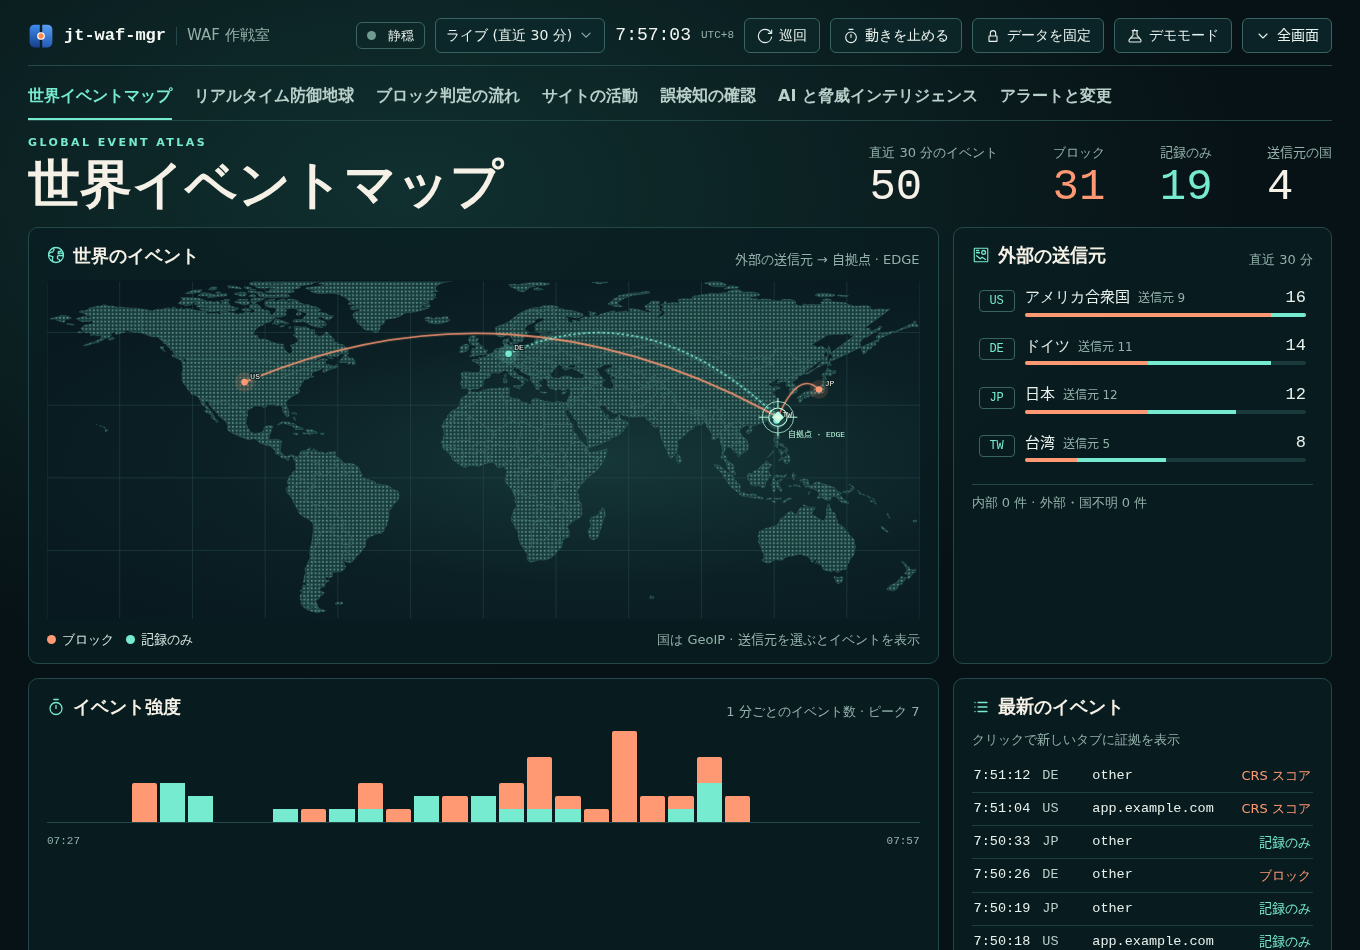 jt-waf-mgr WAF 作戦室 静穏 ライブ (直近 30 分) 7:57:03 UTC+8 巡回 動きを止める データを固定 デモモード 全画面
世界イベントマップ リアルタイム防御地球 ブロック判定の流れ サイトの活動 誤検知の確認 AI と脅威インテリジェンス アラートと変更
GLOBAL EVENT ATLAS
世界イベントマップ
直近 30 分のイベント ブロック 記録のみ 送信元の国
50 31 19 4
世界のイベント 外部の送信元 → 自拠点 · EDGE
US
DE
JP
自拠点 · EDGE
ブロック 記録のみ 国は GeoIP · 送信元を選ぶとイベントを表示
外部の送信元 直近 30 分
US アメリカ合衆国 送信元 9 16
DE ドイツ 送信元 11 14
JP 日本 送信元 12 12
TW 台湾 送信元 5 8
内部 0 件 · 外部・国不明 0 件
イベント強度 1 分ごとのイベント数 · ピーク 7
07:27 07:57
最新のイベント
クリックで新しいタブに証拠を表示
7:51:12 DE other CRS スコア
7:51:04 US app.example.com CRS スコア
7:50:33 JP other 記録のみ
7:50:26 DE other ブロック
7:50:19 JP other 記録のみ
7:50:18 US app.example.com 記録のみ